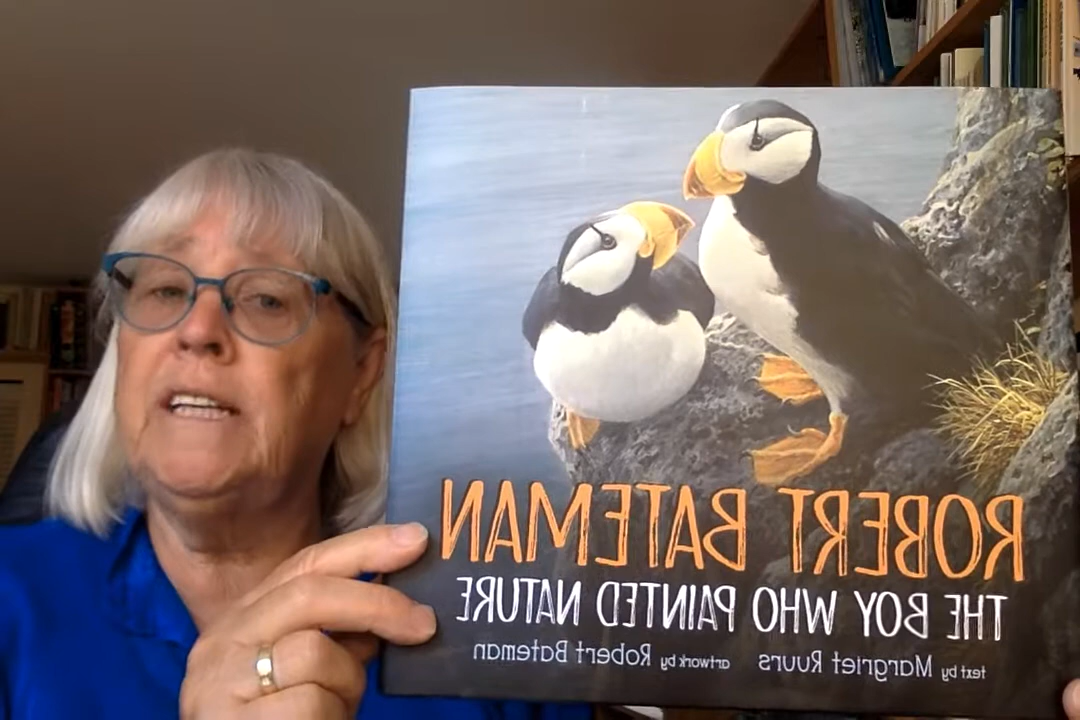 ROBERT BATEMAN
THE BOY WHO PAINTED NATURE
text by Margriet Ruurs artwork by Robert Bateman